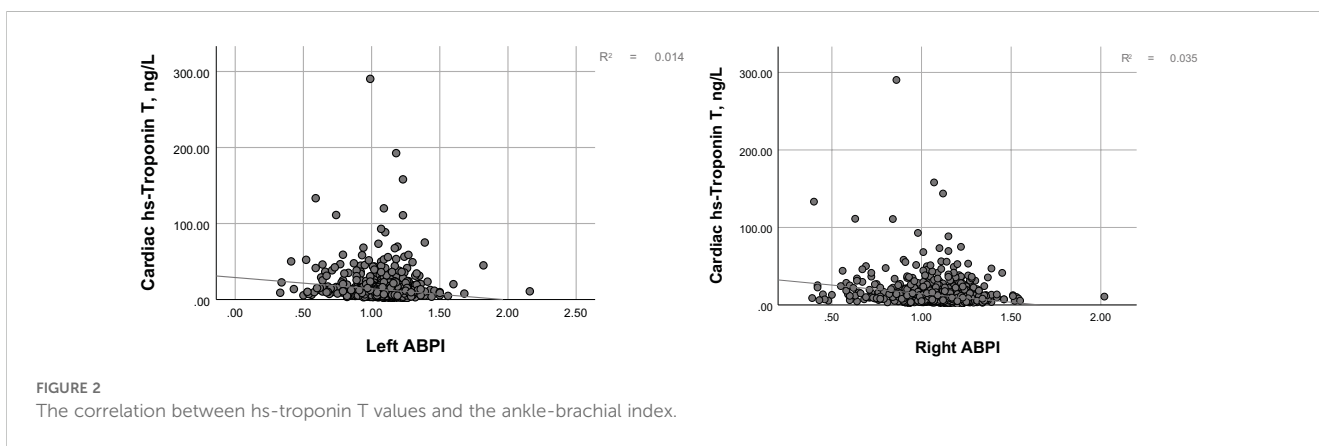 Cardiac hs-Troponin T, ng/L
300.00
200.00
100.00
.00
.00
.50
1.00
1.50
2.00
2.50
Left ABPI
R² = 0.014
Cardiac hs-Troponin T, ng/L
300.00
200.00
100.00
.00
.50
1.00
1.50
2.00
Right ABPI
R² = 0.035
FIGURE 2
The correlation between hs-troponin T values and the ankle-brachial index.